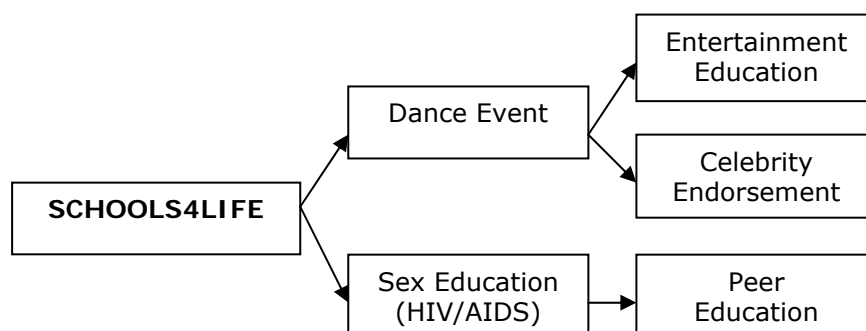 Entertainment
Education
Dance Event
Celebrity
Endorsement
SCHOOLS4LIFE
Sex Education
(HIV/AIDS)
Peer
Education